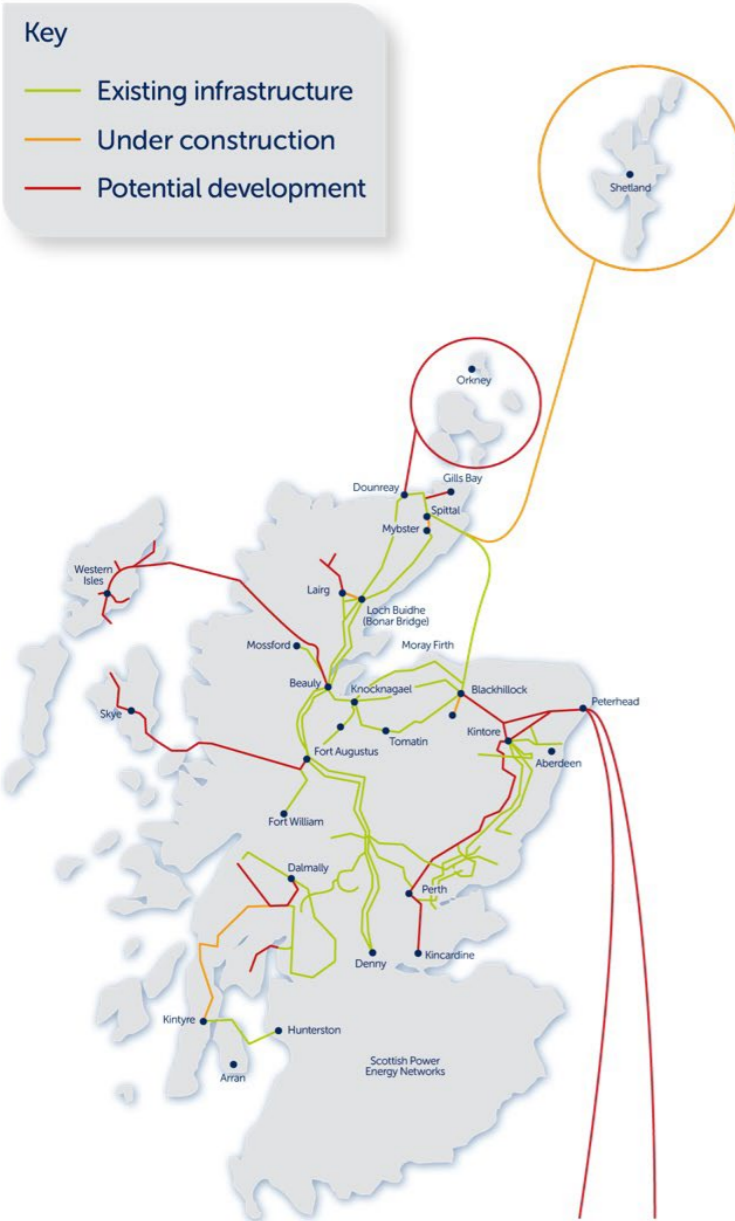 Key
Existing infrastructure
Under construction
Potential development
Shetland
Orkney
Dounreay
Gills Bay
Spittal
Mybster
Western
Isles
Lairg
Loch Buidhe
(Bonar Bridge)
Mossford
Moray Firth
Beauly
Knocknagael
Blackhillock
Peterhead
Skye
Kintore
Fort Augustus
Tomatin
Aberdeen
Fort William
Dalmally
Perth
Denny
Kincardine
Kintyre
Hunterston
Arran
Scottish Power
Energy Networks